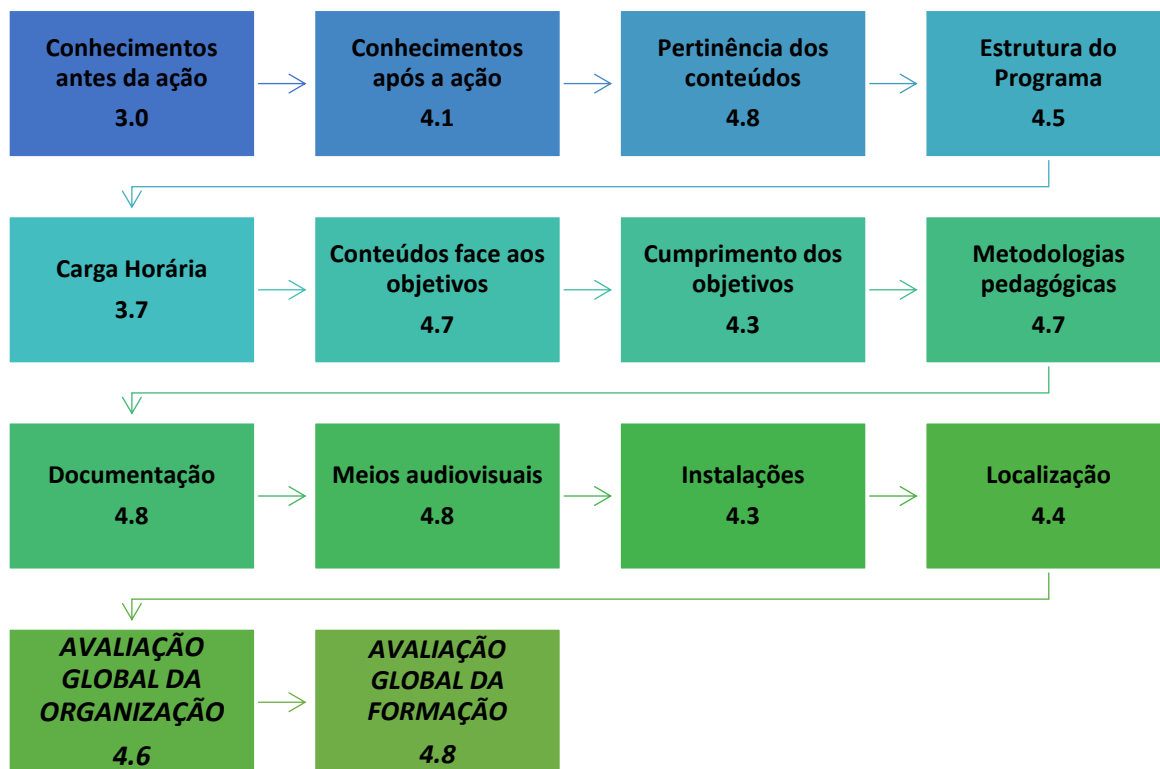 Conhecimentos
antes da ação
3.0
Conhecimentos
após a ação
4.1
Pertinência dos
conteúdos
4.8
Estrutura do
Programa
4.5
Carga Horária
3.7
Conteúdos face aos
objetivos
4.7
Cumprimento dos
objetivos
4.3
Metodologias
pedagógicas
4.7
Documentação
4.8
Meios audiovisuais
4.8
Instalações
4.3
Localização
4.4
AVALIAÇÃO
GLOBAL DA
ORGANIZAÇÃO
4.6
AVALIAÇÃO
GLOBAL DA
FORMAÇÃO
4.8